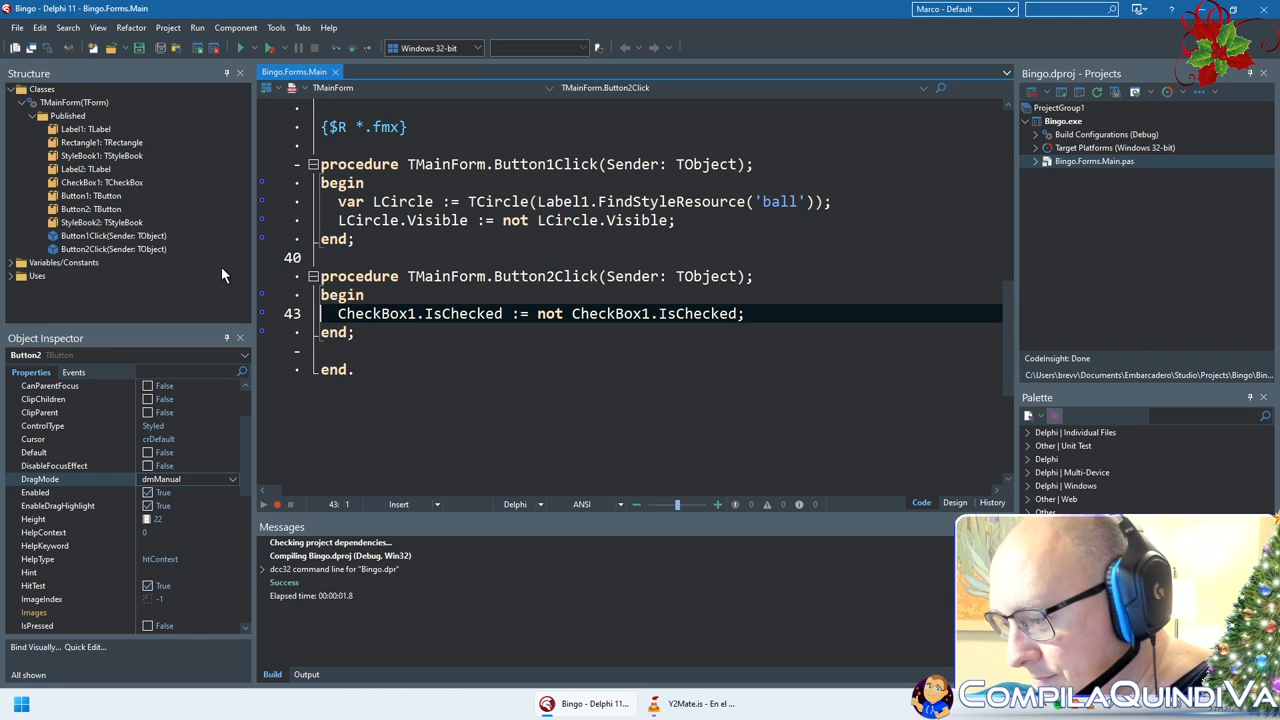 Bingo - Delphi 11 - Bingo.Forms.Main
Marco - Default
File Edit Search View Refactor Project Run Component Tools Tabs Help
Windows 32-bit
Structure
Classes
TMainForm(TForm)
Published
Label1: TLabel
Rectangle1: TRectangle
StyleBook1: TStyleBook
Label2: TLabel
CheckBox1: TCheckBox
Button1: TButton
Button2: TButton
StyleBook2: TStyleBook
Button1Click(Sender: TObject)
Button2Click(Sender: TObject)
Variables/Constants
Uses
Object Inspector
Button2 TButton
Properties Events
CanParentFocus False
ClipChildren False
ClipParent False
ControlType Styled
Cursor crDefault
Default False
DisableFocusEffect False
DragMode dmManual
Enabled True
EnableDragHighlight True
Height 22
HelpContext 0
HelpKeyword
HelpType htContext
Hint
HitTest True
ImageIndex -1
Images
IsPressed False
Bind Visually... Quick Edit...
All shown
Bingo.Forms.Main
TMainForm TMainForm.Button2Click
{$R *.fmx}
procedure TMainForm.Button1Click(Sender: TObject);
begin
var LCircle := TCircle(Label1.FindStyleResource('ball'));
LCircle.Visible := not LCircle.Visible;
end;
40
procedure TMainForm.Button2Click(Sender: TObject);
begin
43 CheckBox1.IsChecked := not CheckBox1.IsChecked;
end;
end.
43: 1 Insert Delphi ANSI 0 0 0 Code Design History
Messages
Checking project dependencies...
Compiling Bingo.dproj (Debug, Win32)
dcc32 command line for "Bingo.dpr"
Success
Elapsed time: 00:00:01.8
Build Output
Bingo.dproj - Projects
ProjectGroup1
Bingo.exe
Build Configurations (Debug)
Target Platforms (Windows 32-bit)
Bingo.Forms.Main.pas
CodeInsight: Done
C:\Users\brevv\Documents\Embarcadero\Studio\Projects\Bingo\Bin...
Palette
Delphi | Individual Files
Other | Unit Test
Delphi
Delphi | Multi-Device
Delphi | Windows
Other | Web
Other
Bingo - Delphi 11...
Y2Mate.is - En el ...
CompilaQuindiVa